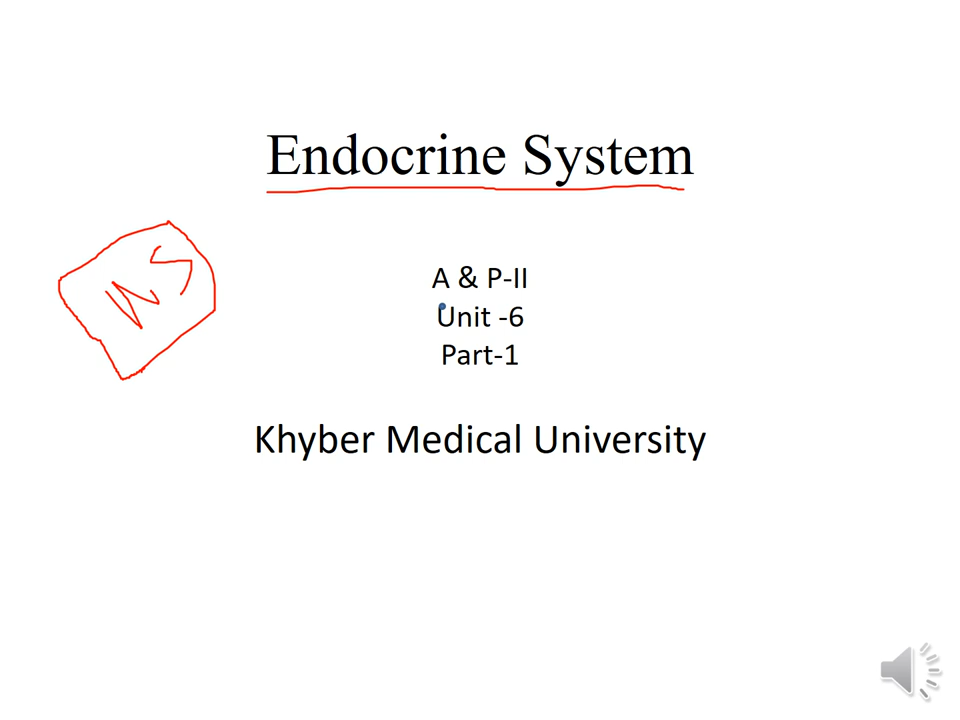 Endocrine System
NS
A & P-II
Unit -6
Part-1
Khyber Medical University